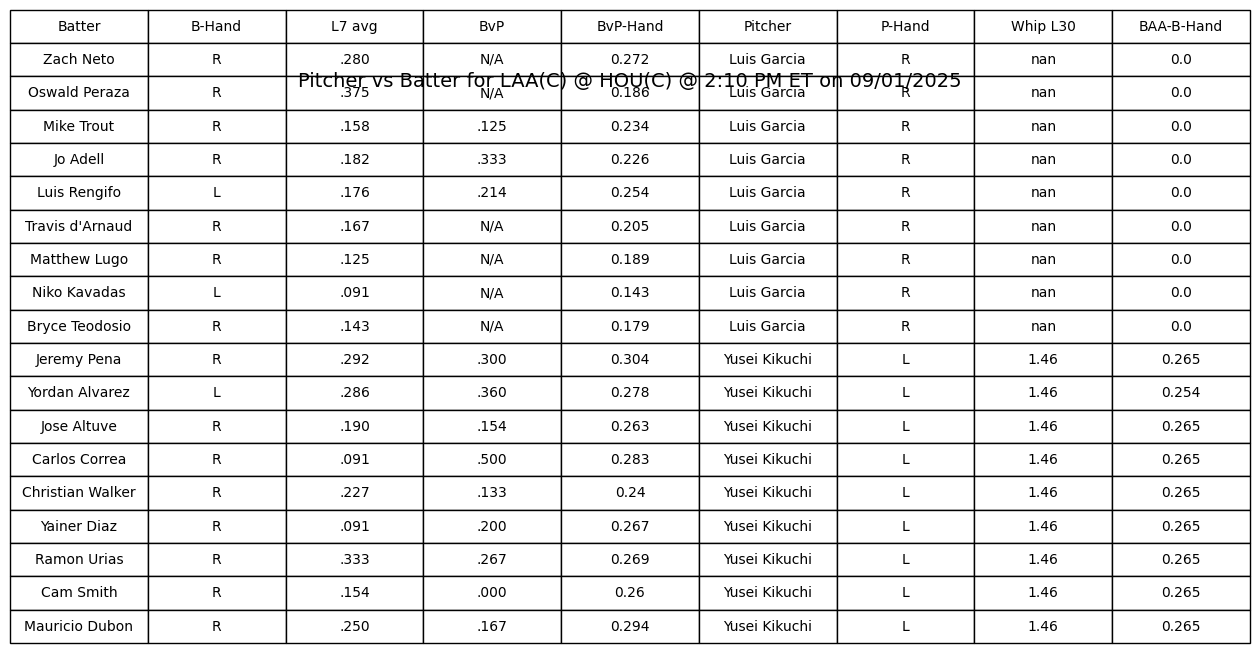 Batter B-Hand L7 avg BvP BvP-Hand Pitcher P-Hand Whip L30 BAA-B-Hand
Zach Neto R .280 N/A 0.272 Luis Garcia R nan 0.0
Pitcher vs Batter for LAA(C) @ HOU(C) @ 2:10 PM ET on 09/01/2025
Oswald Peraza R .375 N/A 0.186 Luis Garcia R nan 0.0
Mike Trout R .158 .125 0.234 Luis Garcia R nan 0.0
Jo Adell R .182 .333 0.226 Luis Garcia R nan 0.0
Luis Rengifo L .176 .214 0.254 Luis Garcia R nan 0.0
Travis d'Arnaud R .167 N/A 0.205 Luis Garcia R nan 0.0
Matthew Lugo R .125 N/A 0.189 Luis Garcia R nan 0.0
Niko Kavadas L .091 N/A 0.143 Luis Garcia R nan 0.0
Bryce Teodosio R .143 N/A 0.179 Luis Garcia R nan 0.0
Jeremy Pena R .292 .300 0.304 Yusei Kikuchi L 1.46 0.265
Yordan Alvarez L .286 .360 0.278 Yusei Kikuchi L 1.46 0.254
Jose Altuve R .190 .154 0.263 Yusei Kikuchi L 1.46 0.265
Carlos Correa R .091 .500 0.283 Yusei Kikuchi L 1.46 0.265
Christian Walker R .227 .133 0.24 Yusei Kikuchi L 1.46 0.265
Yainer Diaz R .091 .200 0.267 Yusei Kikuchi L 1.46 0.265
Ramon Urias R .333 .267 0.269 Yusei Kikuchi L 1.46 0.265
Cam Smith R .154 .000 0.26 Yusei Kikuchi L 1.46 0.265
Mauricio Dubon R .250 .167 0.294 Yusei Kikuchi L 1.46 0.265